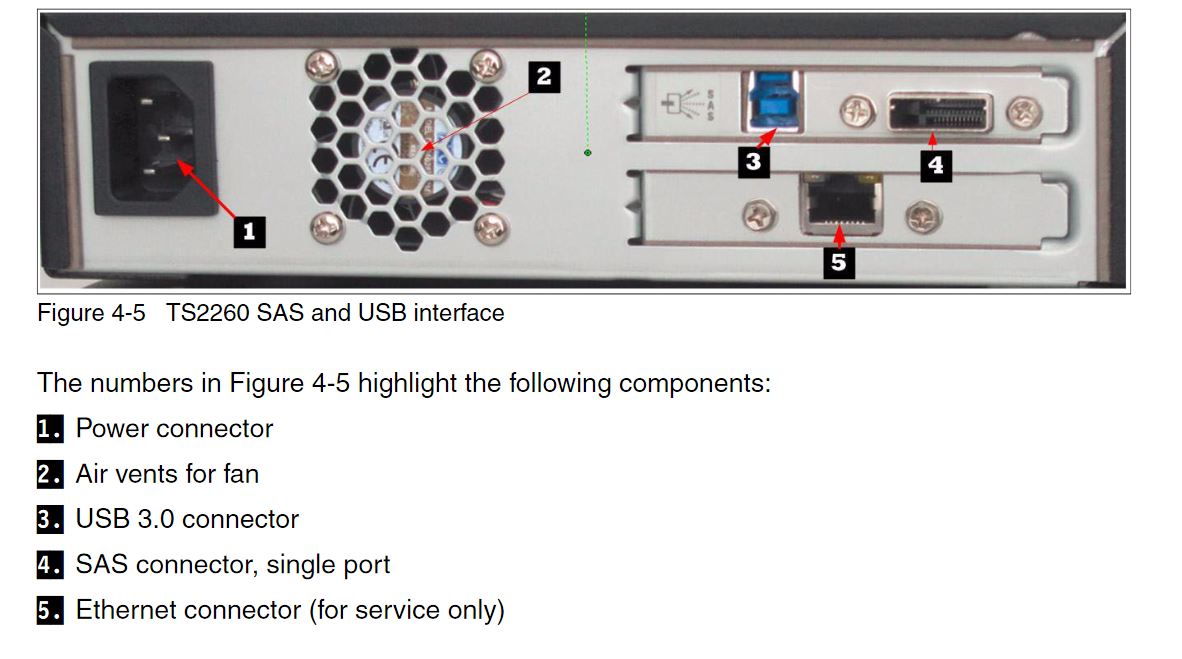 2
SAS
3
4
1
5
Figure 4-5 TS2260 SAS and USB interface
The numbers in Figure 4-5 highlight the following components:
1. Power connector
2. Air vents for fan
3. USB 3.0 connector
4. SAS connector, single port
5. Ethernet connector (for service only)